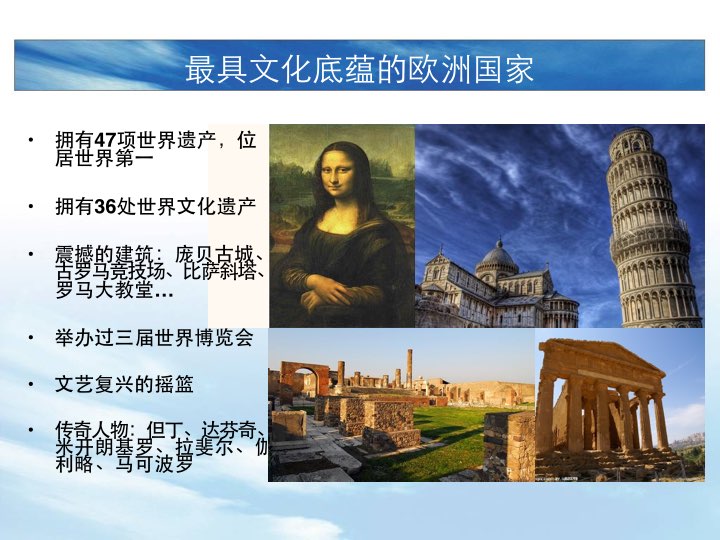 最具文化底蕴的欧洲国家
• 拥有47项世界遗产，位
居世界第一
• 拥有36处世界文化遗产
• 震撼的建筑：庞贝古城、
古罗马竞技场、比萨斜塔、
罗马大教堂...
• 举办过三届世界博览会
• 文艺复兴的摇篮
• 传奇人物：但丁、达芬奇、
米开朗基罗、拉斐尔、伽
利略、马可波罗